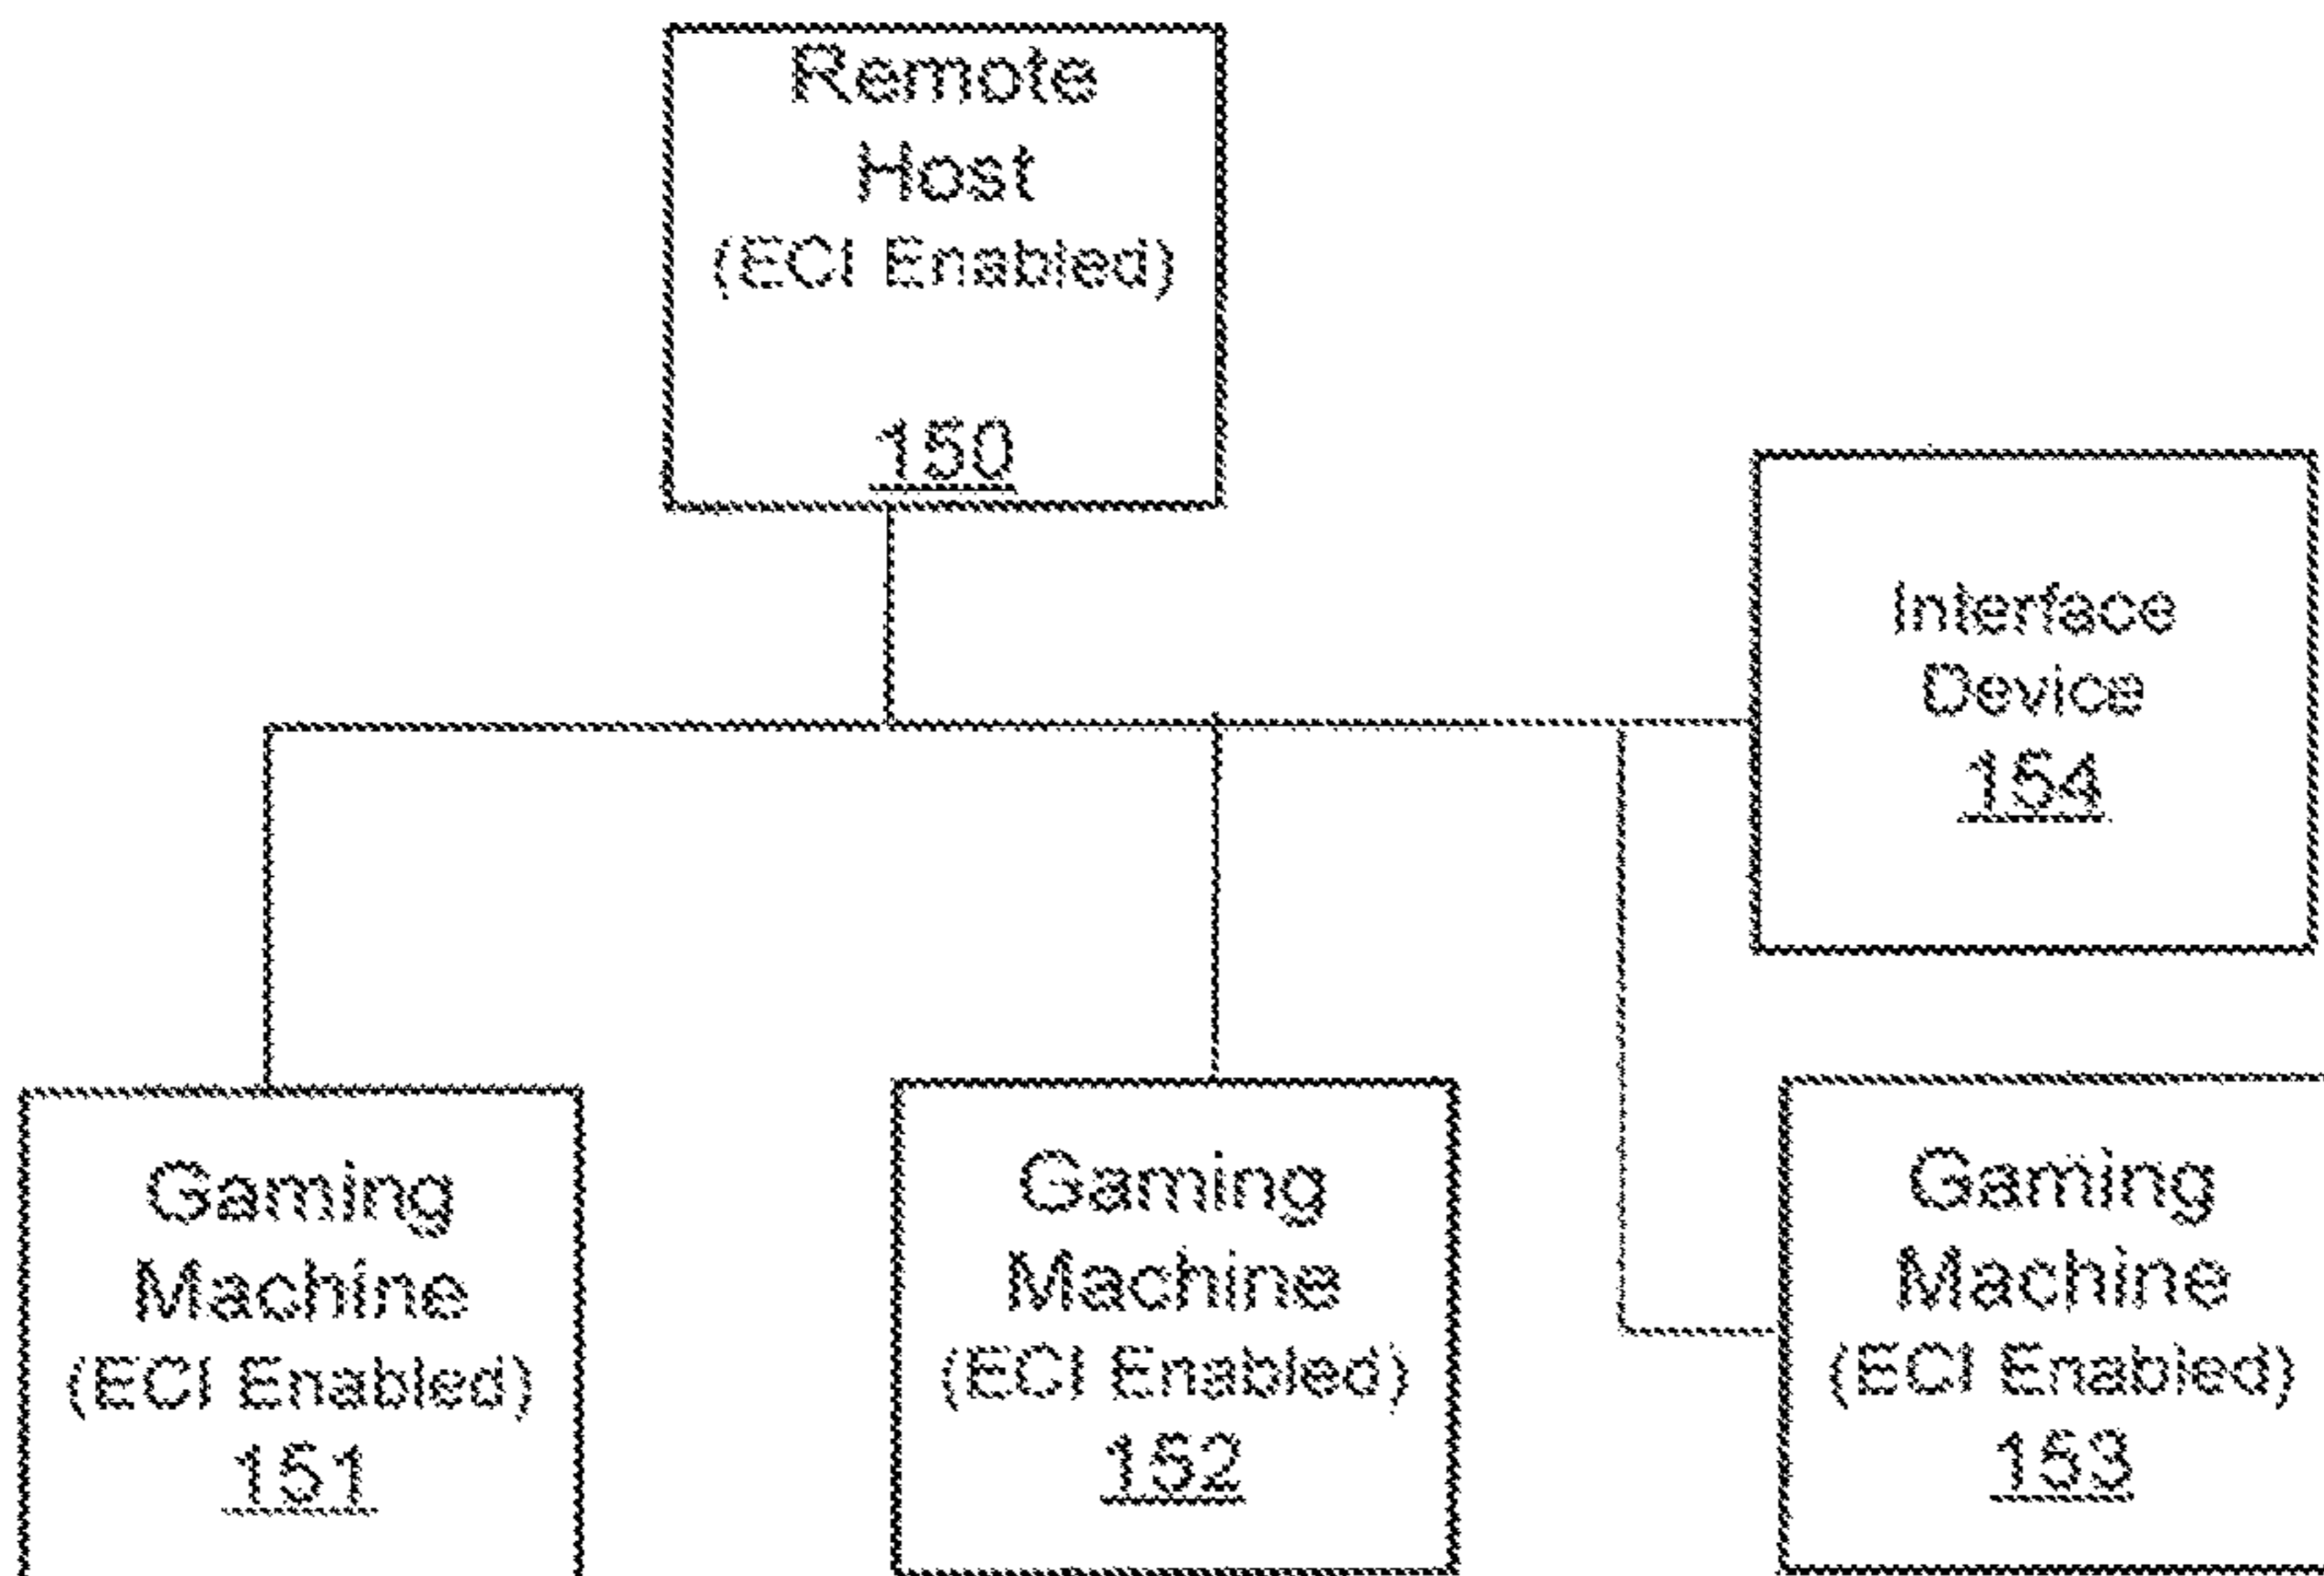 Remote
Host
(ECI Enabled)
150
Interface
Device
154
Gaming
Machine
(ECI Enabled)
151
Gaming
Machine
(ECI Enabled)
152
Gaming
Machine
(ECI Enabled)
153